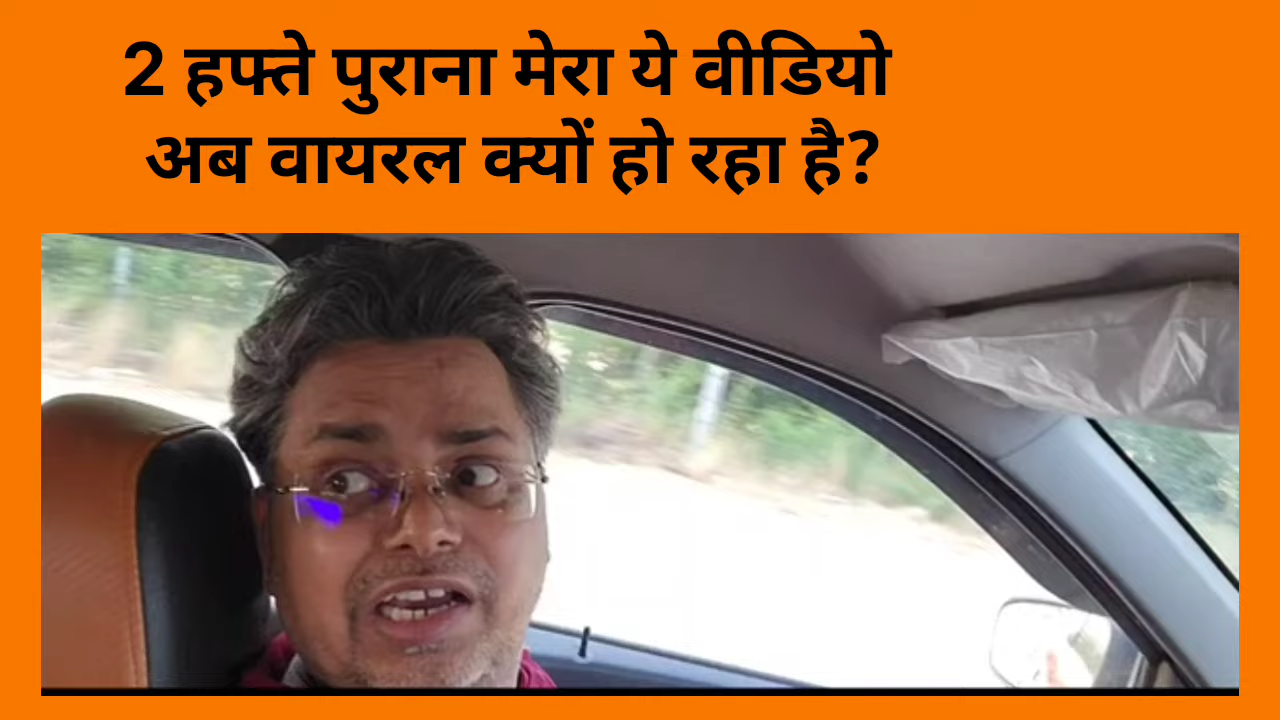 2 हफ्ते पुराना मेरा ये वीडियो
अब वायरल क्यों हो रहा है?